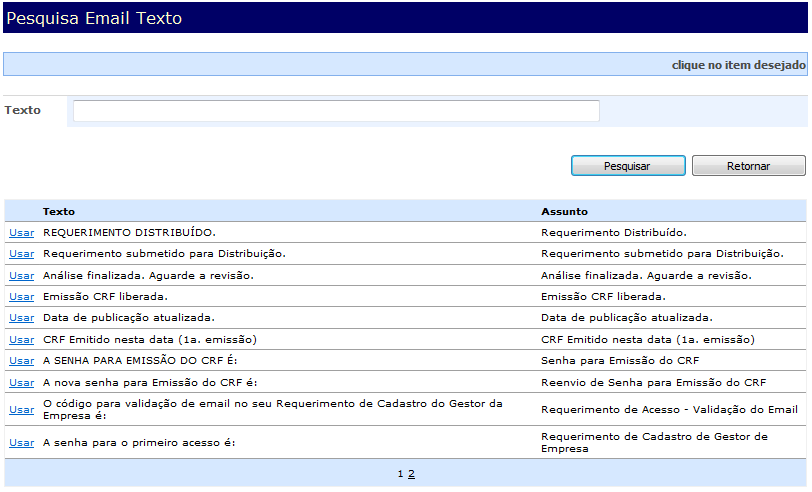 Pesquisa Email Texto
clique no item desejado
Texto
Pesquisar Retornar
Texto Assunto
Usar REQUERIMENTO DISTRIBUÍDO. Requerimento Distribuído.
Usar Requerimento submetido para Distribuição. Requerimento submetido para Distribuição.
Usar Análise finalizada. Aguarde a revisão. Análise finalizada. Aguarde a revisão.
Usar Emissão CRF liberada. Emissão CRF liberada.
Usar Data de publicação atualizada. Data de publicação atualizada.
Usar CRF Emitido nesta data (1a. emissão) CRF Emitido nesta data (1a. emissão)
Usar A SENHA PARA EMISSÃO DO CRF É: Senha para Emissão do CRF
Usar A nova senha para Emissão do CRF é: Reenvio de Senha para Emissão do CRF
Usar O código para validação de email no seu Requerimento de Cadastro do Gestor da
Empresa é: Requerimento de Acesso - Validação do Email
Usar A senha para o primeiro acesso é: Requerimento de Cadastro de Gestor de
Empresa
1 2